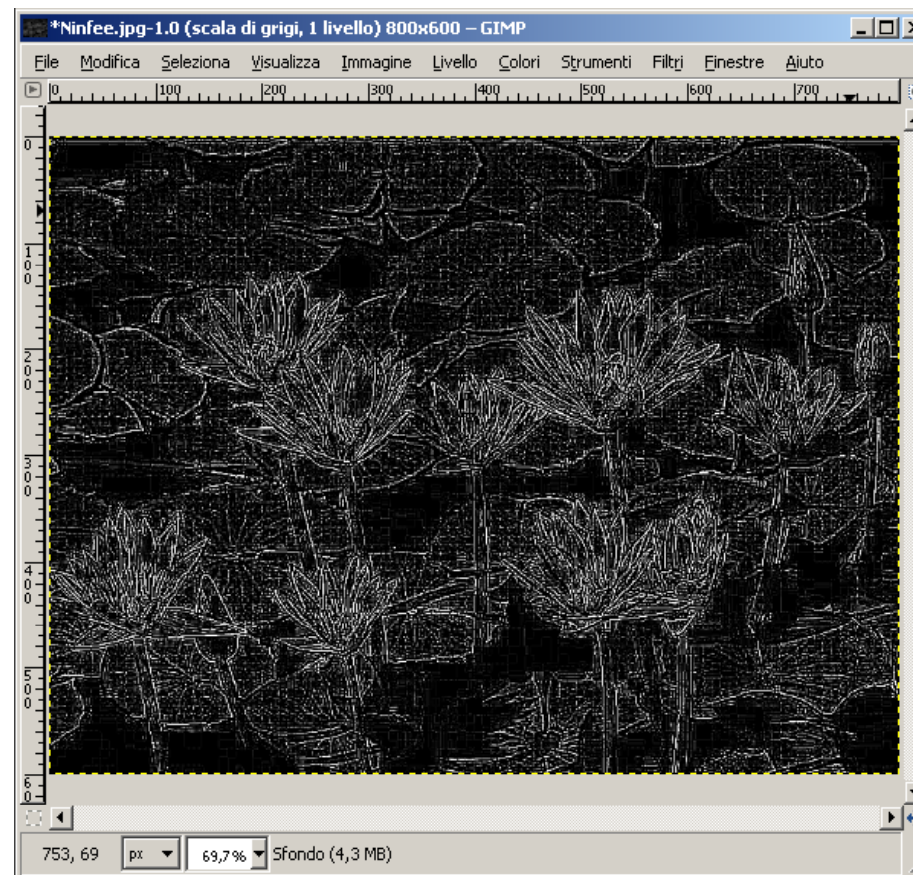 *Ninfee.jpg-1.0 (scala di grigi, 1 livello) 800x600 – GIMP
File Modifica Seleziona Visualizza Immagine Livello Colori Strumenti Filtri Finestre Aiuto
0 100 200 300 400 500 600 700
0
100
200
300
400
500
60
753, 69 px 69,7% Sfondo (4,3 MB)